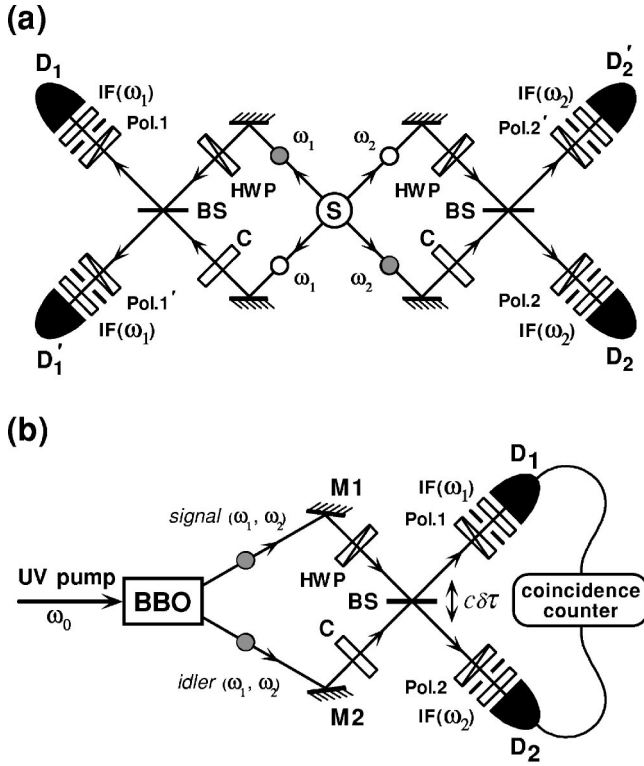 (a)
D₁
IF(ω₁)
Pol.1
HWP
ω₁
ω₂
HWP
Pol.2′
IF(ω₂)
D₂′
BS
S
BS
C
ω₁
ω₂
C
Pol.1′
IF(ω₁)
D₁′
Pol.2
IF(ω₂)
D₂
(b)
D₁
IF(ω₁)
Pol.1
M1
signal (ω₁, ω₂)
HWP
UV pump
ω₀
BBO
BS
cδτ
coincidence
counter
C
idler (ω₁, ω₂)
M2
Pol.2
IF(ω₂)
D₂